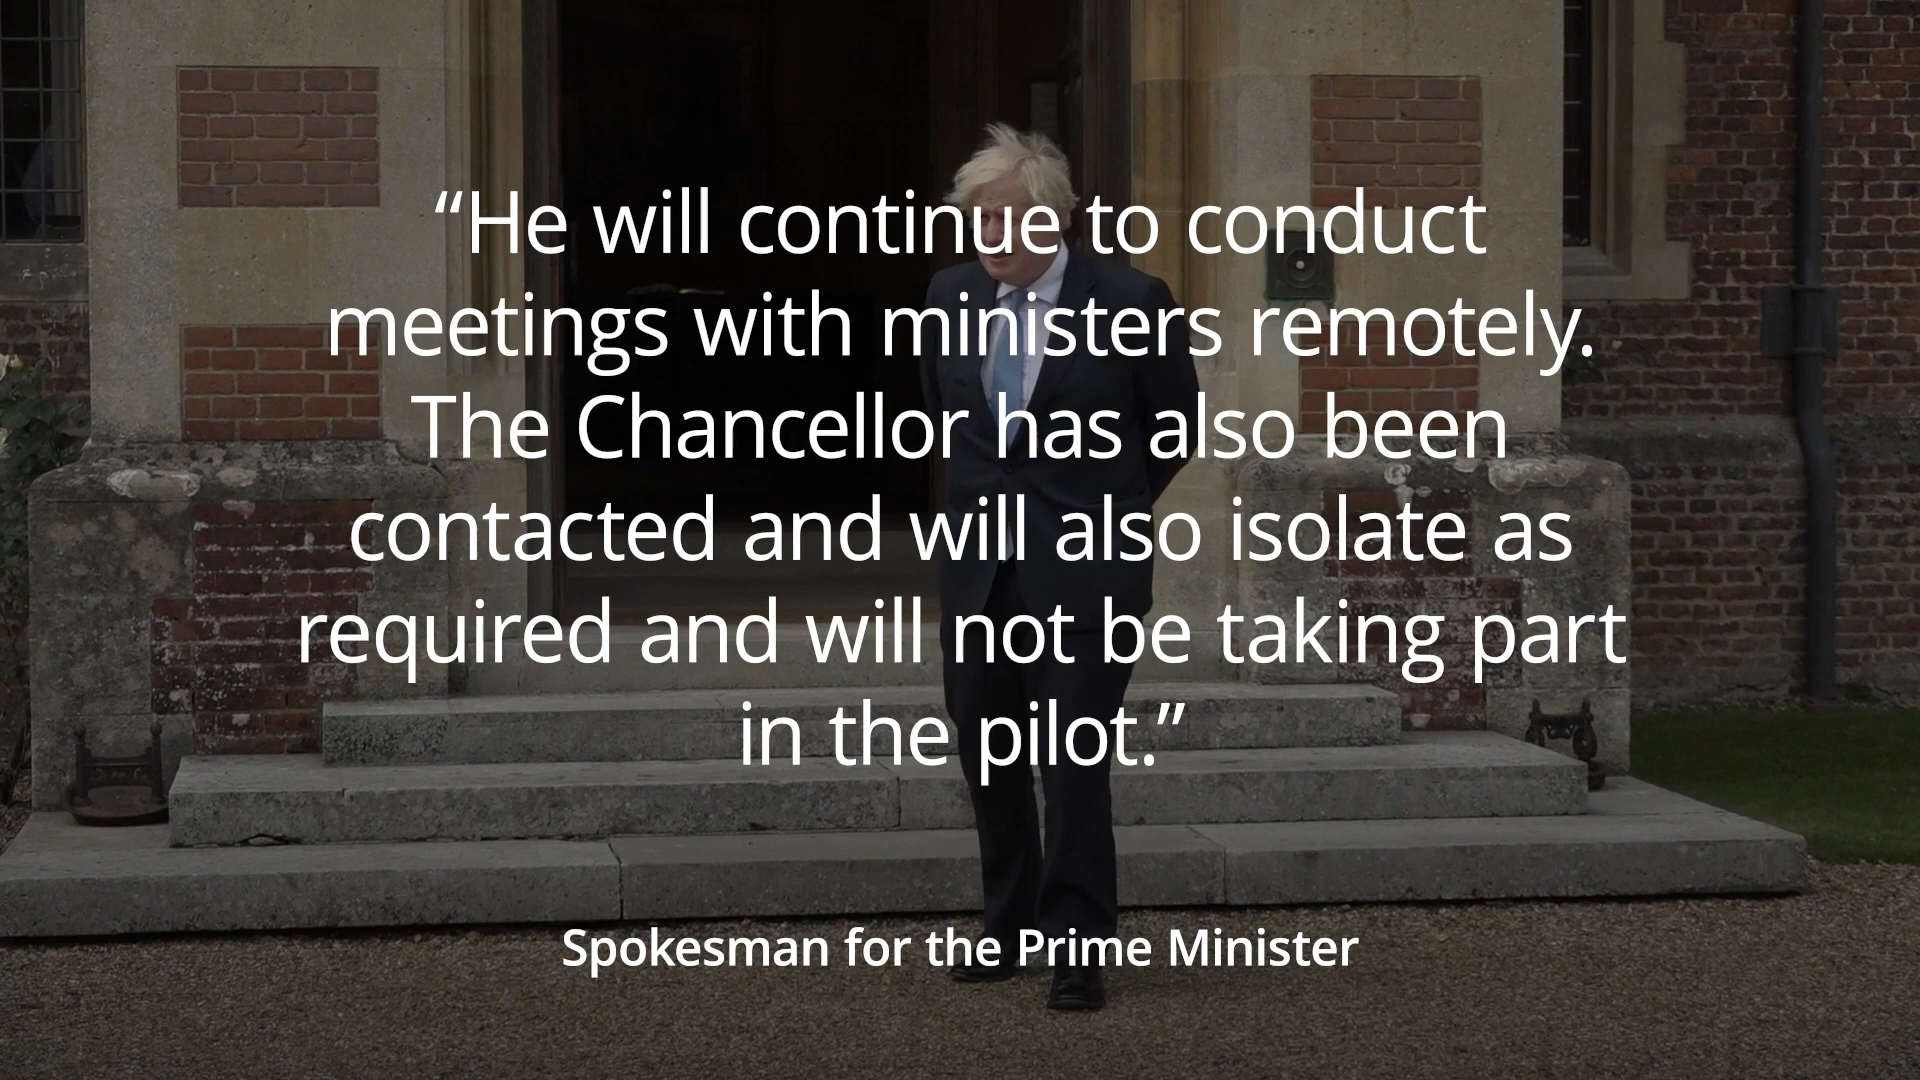 “He will continue to conduct
meetings with ministers remotely.
The Chancellor has also been
contacted and will also isolate as
required and will not be taking part
in the pilot.”
Spokesman for the Prime Minister